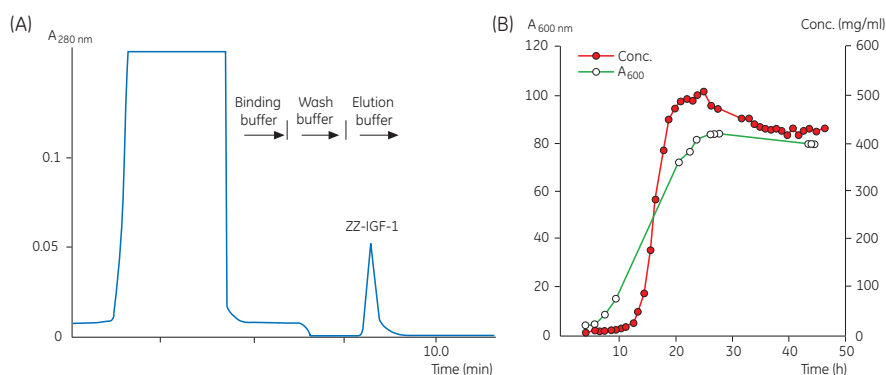 (A)
A280 nm
0.1
0.05
0
Binding buffer
Wash buffer
Elution buffer
ZZ-IGF-1
10.0
Time (min)
(B)
A600 nm
Conc. (mg/ml)
120
100
80
60
40
20
0
Conc.
A600
600
500
400
300
200
100
0
10
20
30
40
50
Time (h)